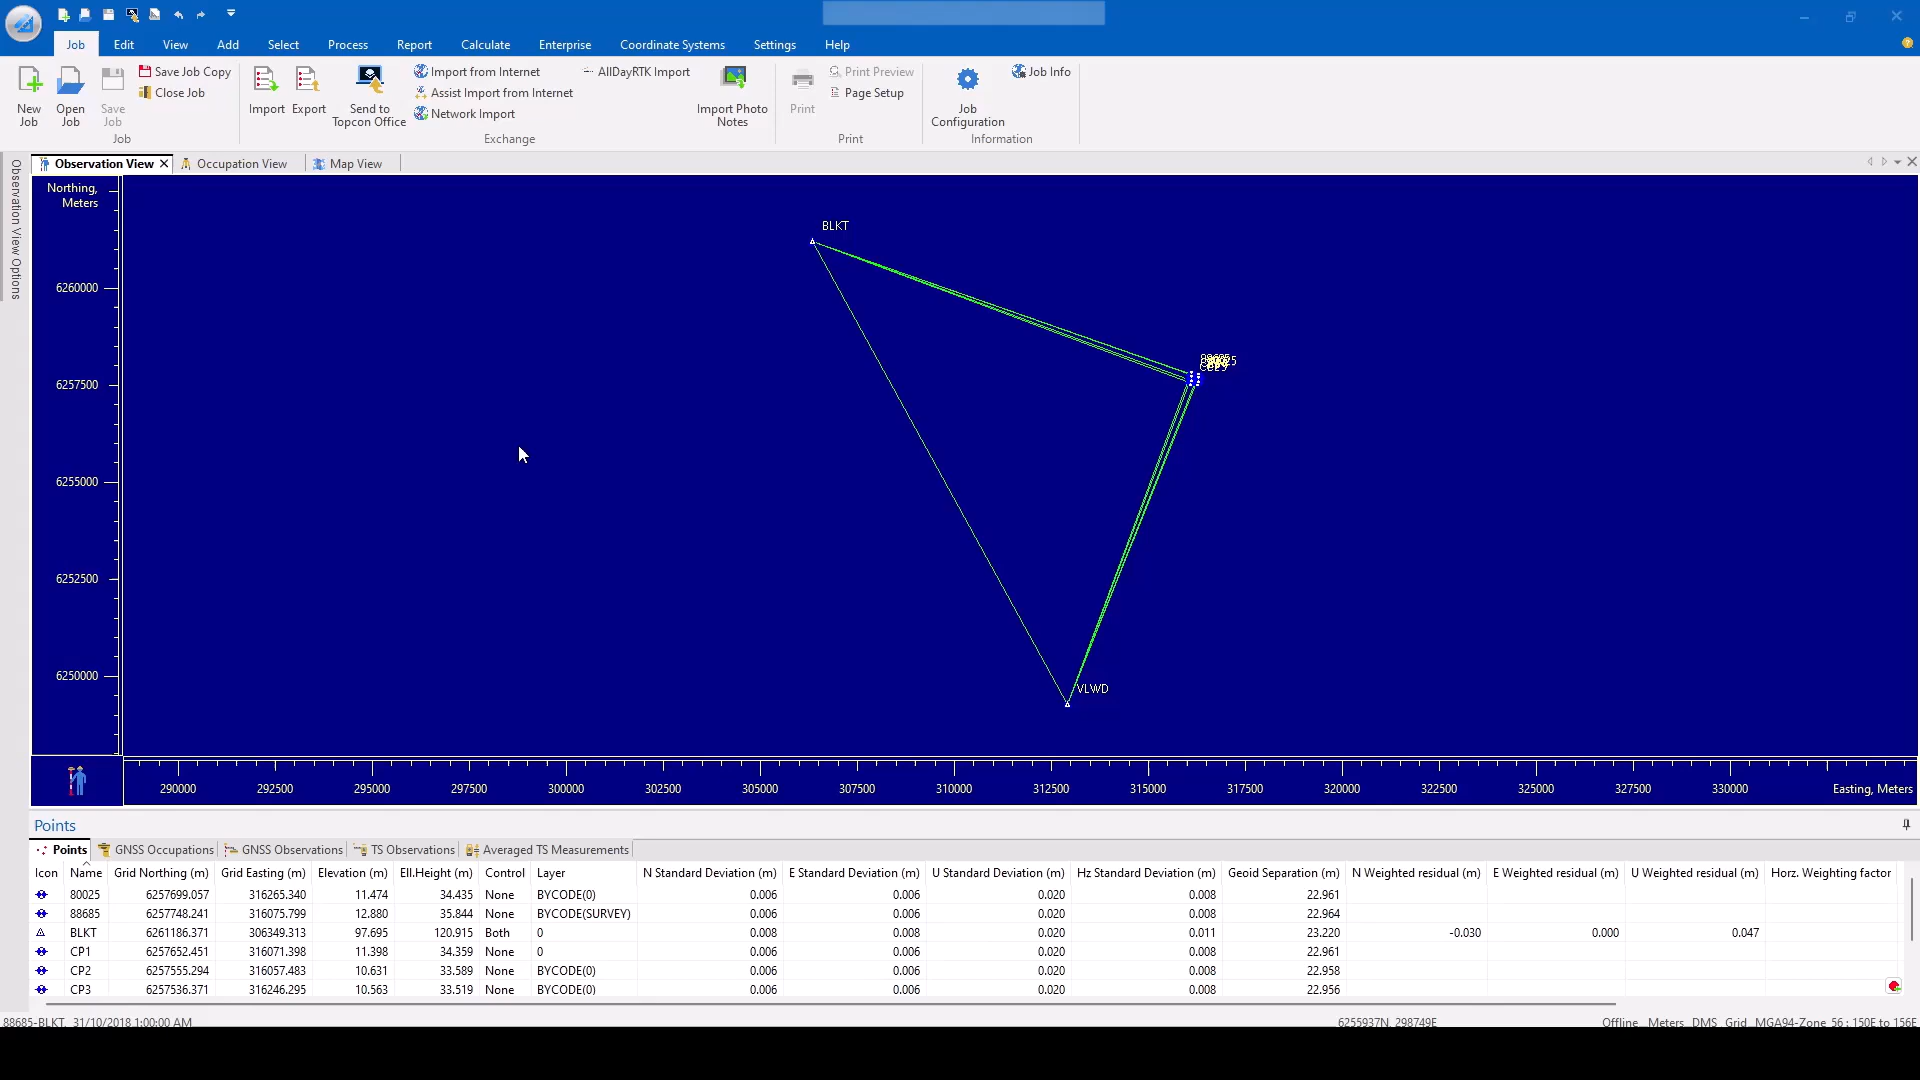 Job Edit View Add Select Process Report Calculate Enterprise Coordinate Systems Settings Help
New Job
Open Job
Save Job
Save Job Copy
Close Job
Job
Import
Export
Send to Topcon Office
Import from Internet
Assist Import from Internet
Network Import
AllDayRTK Import
Import Photo Notes
Exchange
Print
Print Preview
Page Setup
Print
Job Configuration
Job Info
Information
Observation View Options
Observation View Occupation View Map View
Northing, Meters
BLKT
6260000
6257500
6255000
6252500
6250000
VLWD
290000 292500 295000 297500 300000 302500 305000 307500 310000 312500 315000 317500 320000 322500 325000 327500 330000 Easting, Meters
Points
Points GNSS Occupations GNSS Observations TS Observations Averaged TS Measurements
Icon Name Grid Northing (m) Grid Easting (m) Elevation (m) Ell.Height (m) Control Layer N Standard Deviation (m) E Standard Deviation (m) U Standard Deviation (m) Hz Standard Deviation (m) Geoid Separation (m) N Weighted residual (m) E Weighted residual (m) U Weighted residual (m) Horz. Weighting factor
80025 6257699.057 316265.340 11.474 34.435 None BYCODE(0) 0.006 0.006 0.020 0.008 22.961
88685 6257748.241 316075.799 12.880 35.844 None BYCODE(SURVEY) 0.006 0.006 0.020 0.008 22.964
BLKT 6261186.371 306349.313 97.695 120.915 Both 0 0.008 0.008 0.020 0.011 23.220 -0.030 0.000 0.047
CP1 6257652.451 316071.398 11.398 34.359 None 0 0.006 0.006 0.020 0.008 22.961
CP2 6257555.294 316057.483 10.631 33.589 None BYCODE(0) 0.006 0.006 0.020 0.008 22.958
CP3 6257536.371 316246.295 10.563 33.519 None BYCODE(0) 0.006 0.006 0.020 0.008 22.956
88685-BLKT, 31/10/2018 1:00:00 AM 6255937N, 298749E Offline Meters DMS Grid MGA94-Zone 56 : 150E to 156E